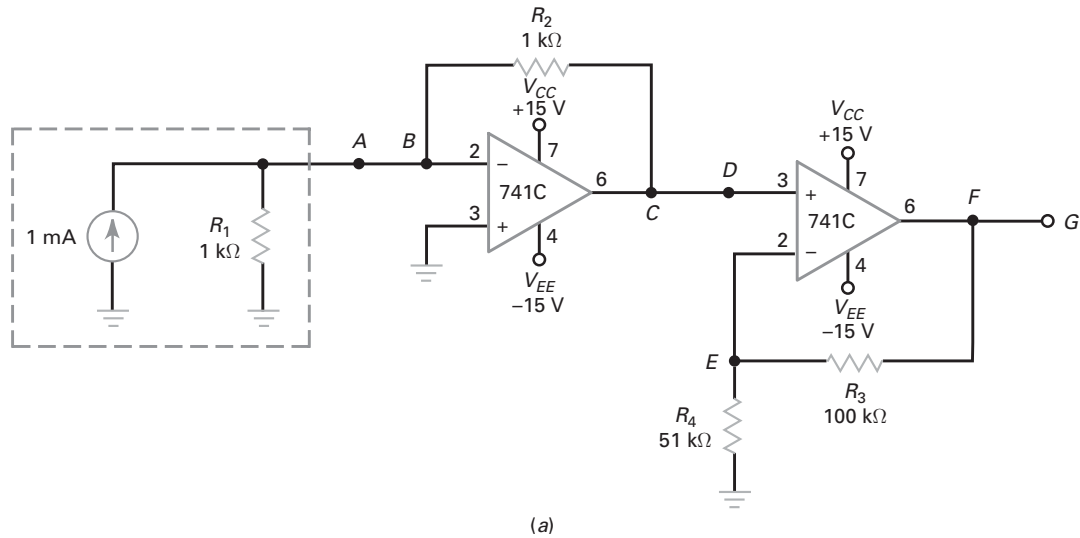 R2
1 kΩ
VCC
+15 V
A
B
2
−
7
741C
6
3
+
4
VEE
−15 V
C
1 mA
R1
1 kΩ
D
VCC
+15 V
3
+
7
741C
6
2
−
4
VEE
−15 V
F
G
E
R3
100 kΩ
R4
51 kΩ
(a)